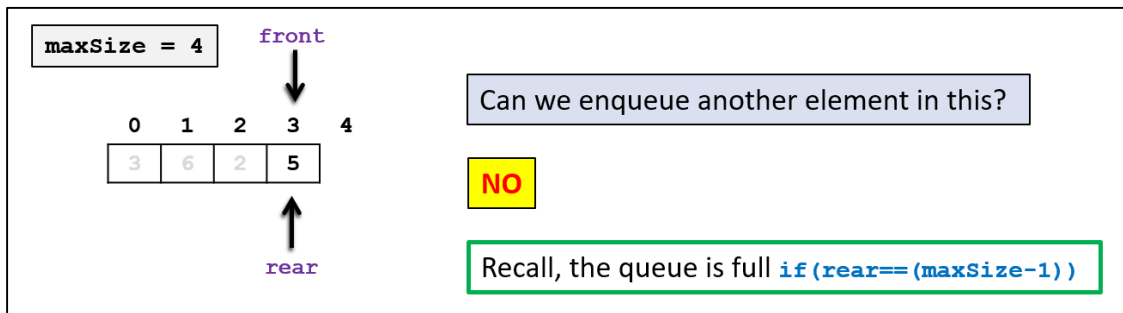 maxSize = 4
front
0 1 2 3 4
3 6 2 5
rear
Can we enqueue another element in this?
NO
Recall, the queue is full if(rear==(maxSize-1))